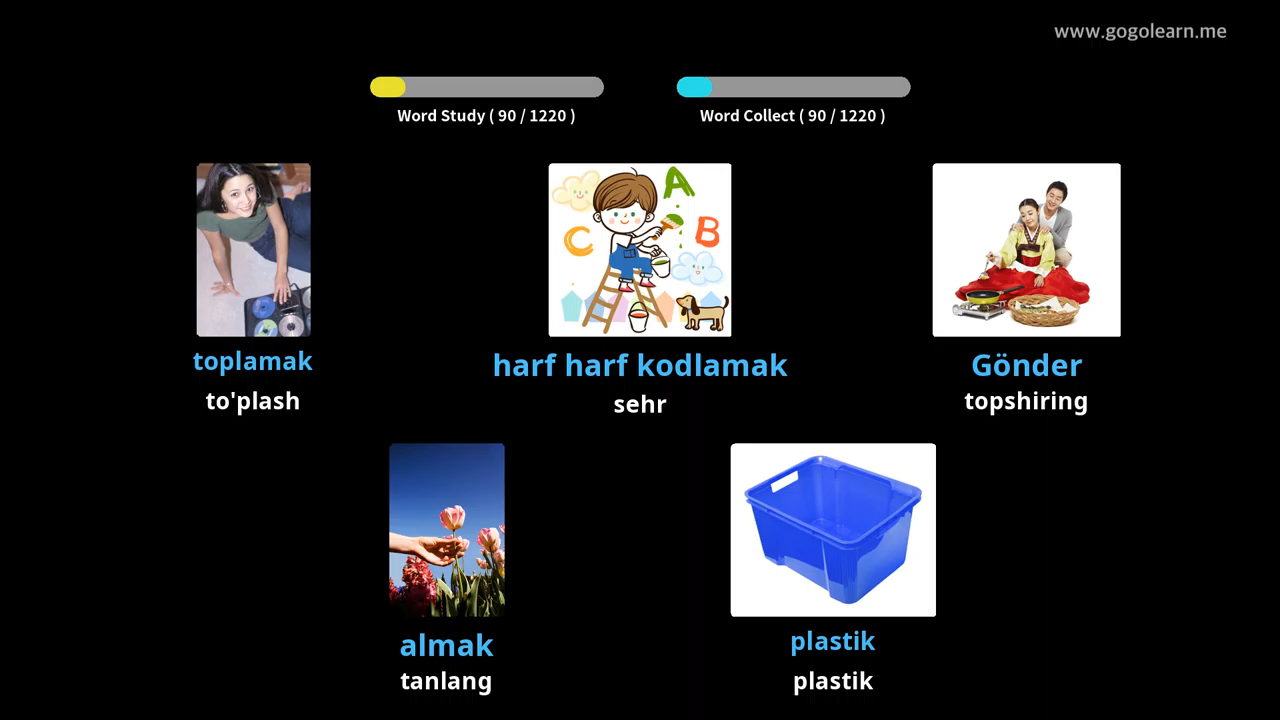 www.gogolearn.me
Word Study ( 90 / 1220 )
Word Collect ( 90 / 1220 )
A
B
C
toplamak
to'plash
harf harf kodlamak
sehr
Gönder
topshiring
almak
tanlang
plastik
plastik